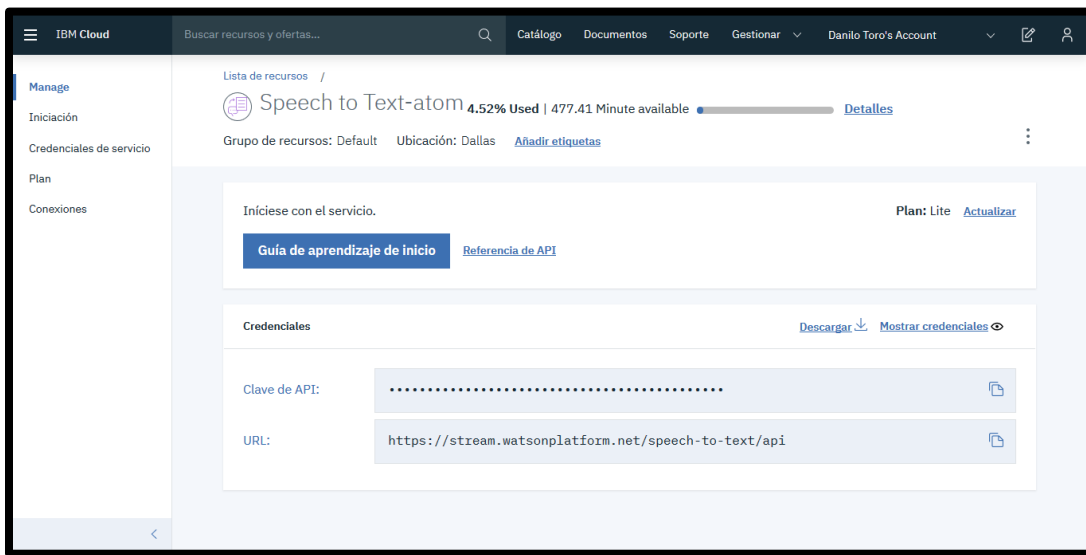 IBM Cloud
Buscar recursos y ofertas...
Catálogo
Documentos
Soporte
Gestionar
Danilo Toro's Account
Manage
Iniciación
Credenciales de servicio
Plan
Conexiones
Lista de recursos /
Speech to Text-atom 4.52% Used | 477.41 Minute available Detalles
Grupo de recursos: Default Ubicación: Dallas Añadir etiquetas
Iníciese con el servicio.
Plan: Lite Actualizar
Guía de aprendizaje de inicio
Referencia de API
Credenciales
Descargar
Mostrar credenciales
Clave de API:
••••••••••••••••••••••••••••••••••••••••••••
URL:
https://stream.watsonplatform.net/speech-to-text/api